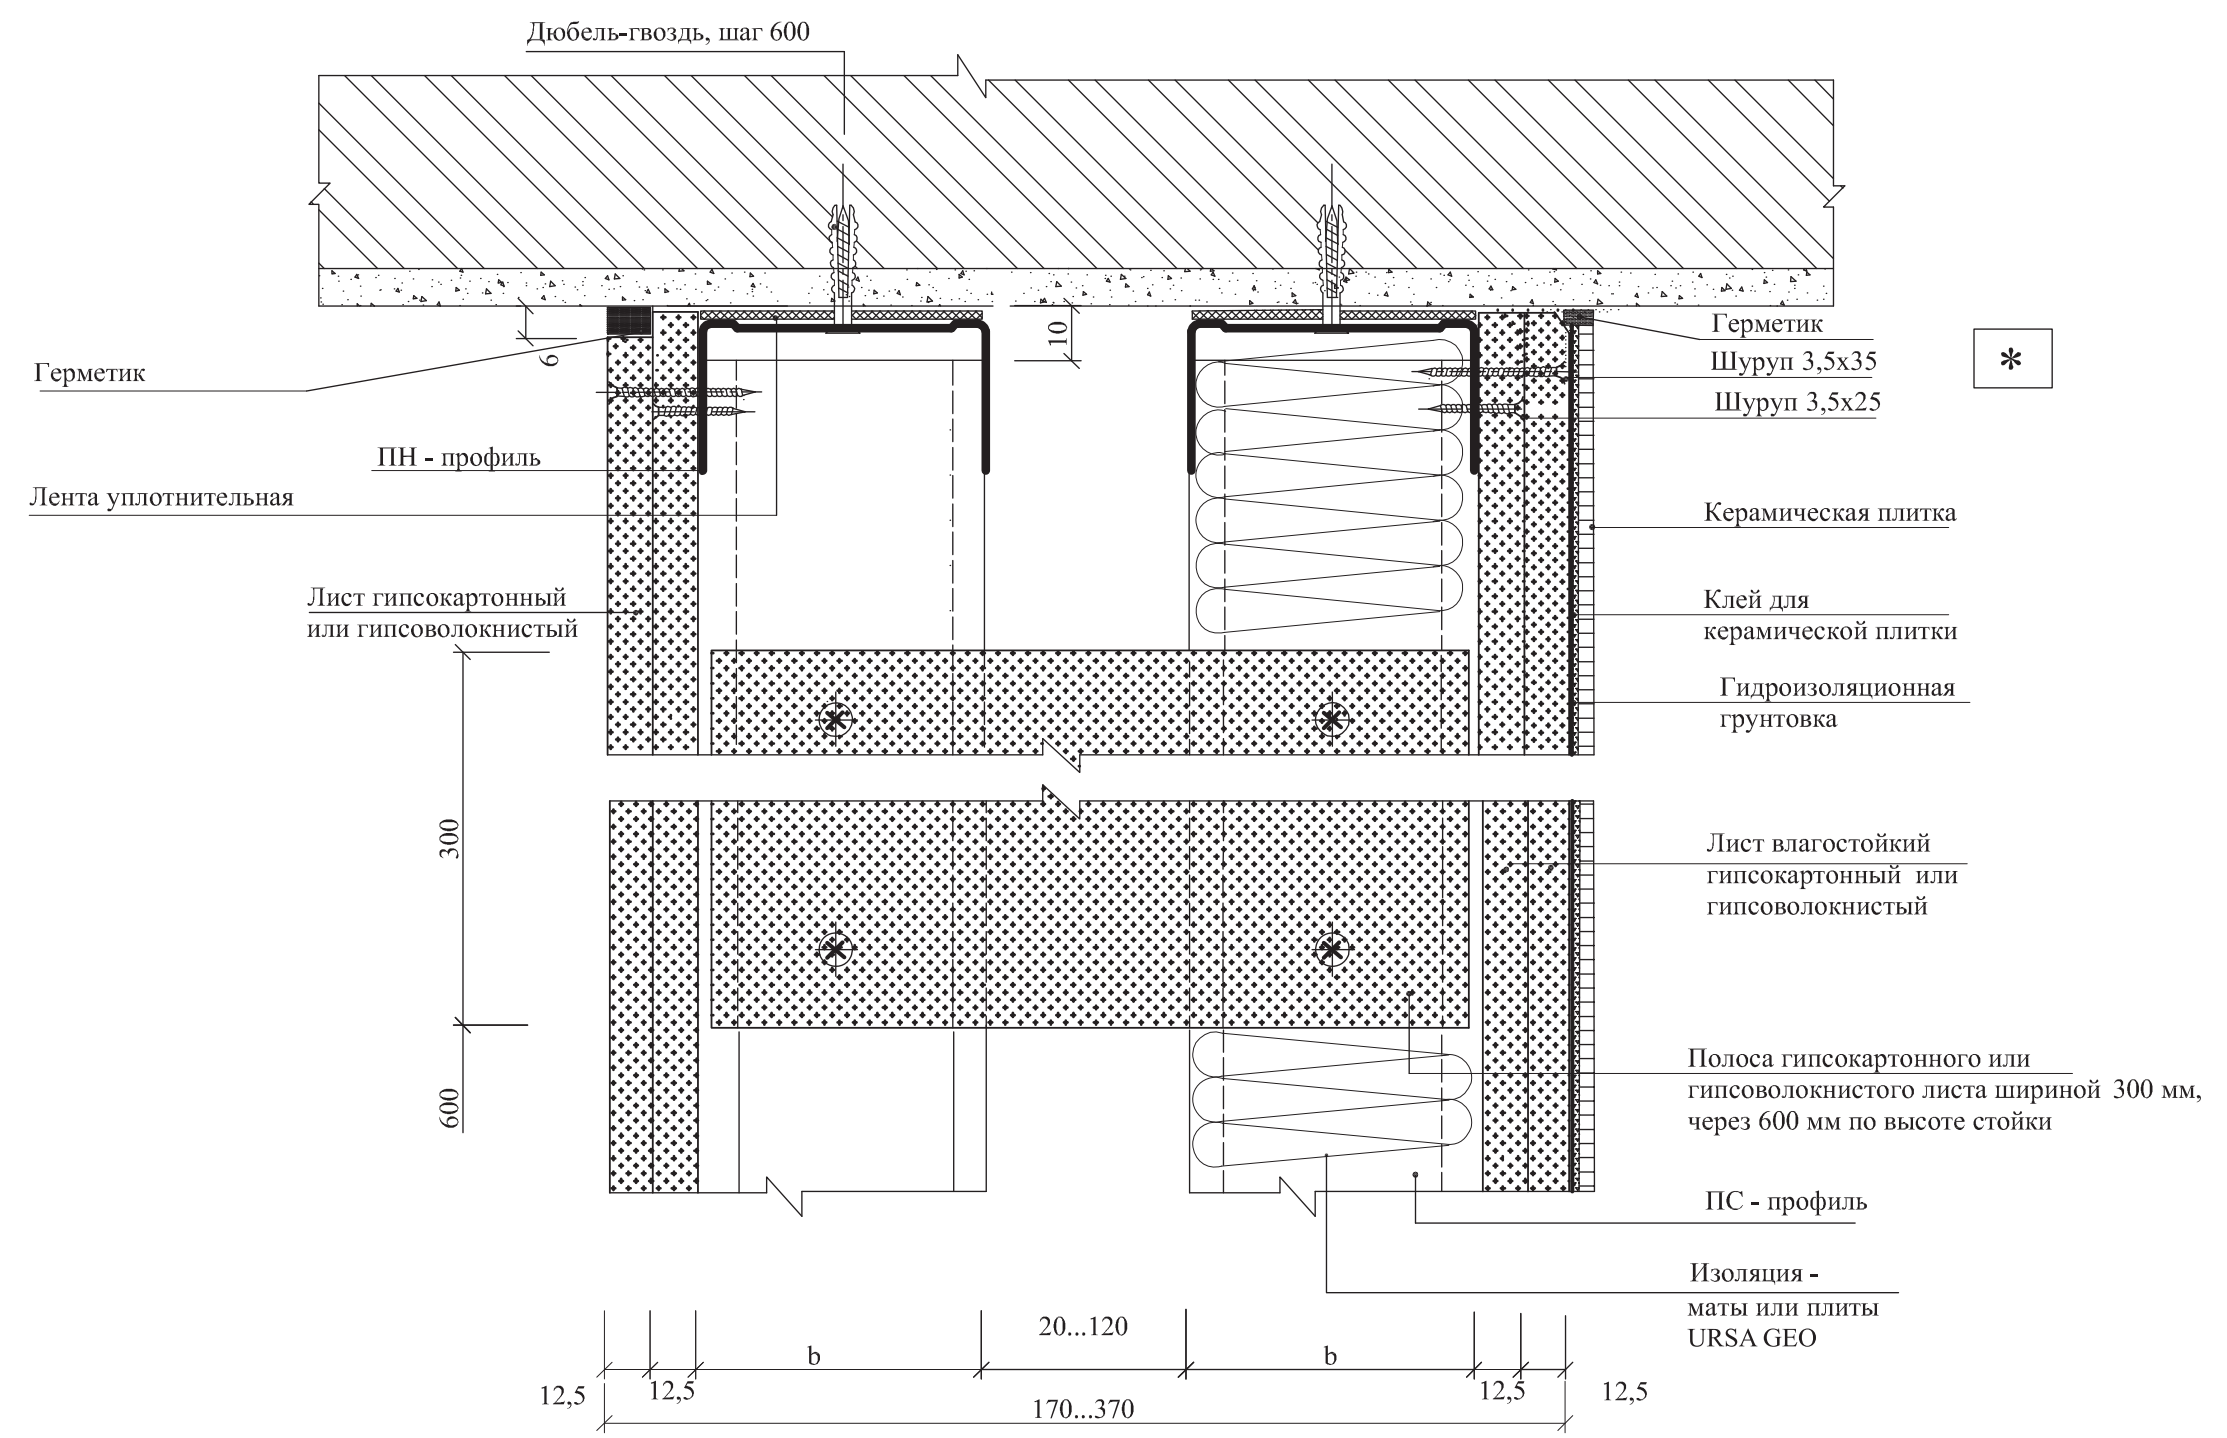 Дюбель-гвоздь, шаг 600
Герметик
6
10
Герметик
Шуруп 3,5х35
*
Шуруп 3,5х25
ПН - профиль
Лента уплотнительная
Керамическая плитка
Лист гипсокартонный
или гипсоволокнистый
Клей для
керамической плитки
Гидроизоляционная
грунтовка
300
Лист влагостойкий
гипсокартонный или
гипсоволокнистый
600
Полоса гипсокартонного или
гипсоволокнистого листа шириной 300 мм,
через 600 мм по высоте стойки
ПС - профиль
Изоляция -
маты или плиты
URSA GEO
20...120
b
b
12,5
12,5
12,5
12,5
170...370